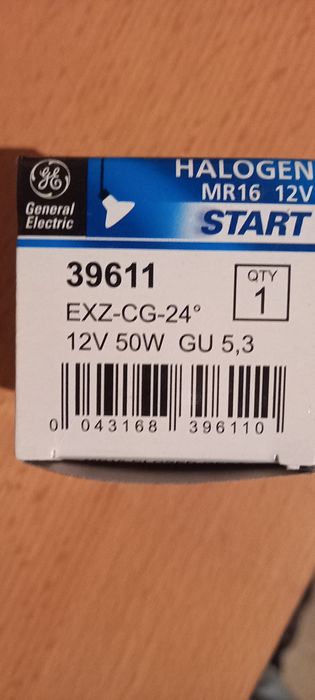 HALOGEN
MR16 12V
GE
General
Electric
START
39611
QTY
1
EXZ-CG-24°
12V 50W GU 5,3
0 043168 396110